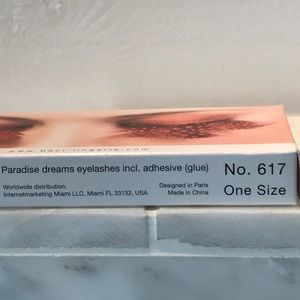 Paradise dreams eyelashes incl. adhesive (glue)
No. 617
Worldwide distribution:
Internetmarketing Miami LLC, Miami FL 33132, USA
Designed in Paris
Made in China
One Size